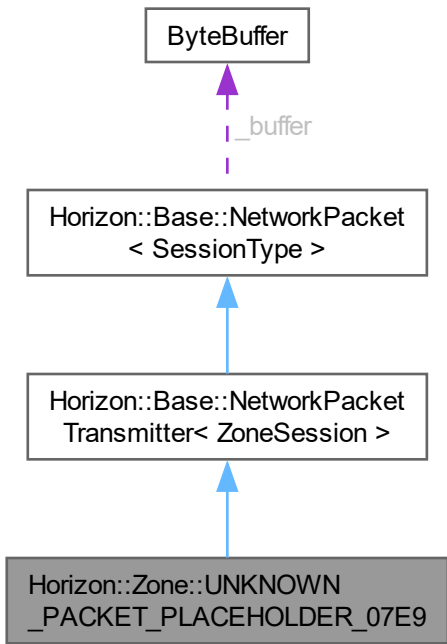 ByteBuffer
_buffer
Horizon::Base::NetworkPacket
< SessionType >
Horizon::Base::NetworkPacket
Transmitter< ZoneSession >
Horizon::Zone::UNKNOWN
_PACKET_PLACEHOLDER_07E9